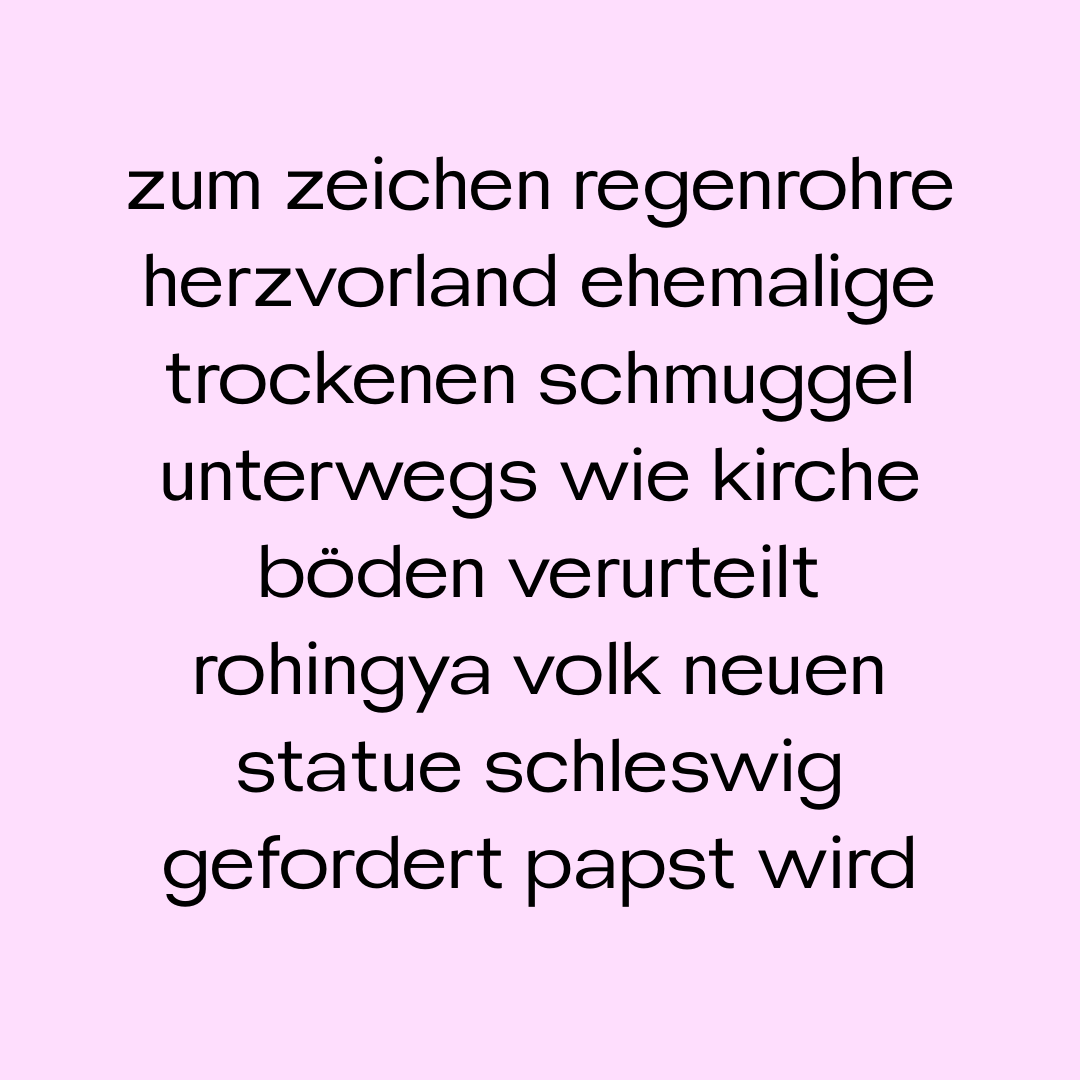 zum zeichen regenrohre
herzvorland ehemalige
trockenen schmuggel
unterwegs wie kirche
böden verurteilt
rohingya volk neuen
statue schleswig
gefordert papst wird